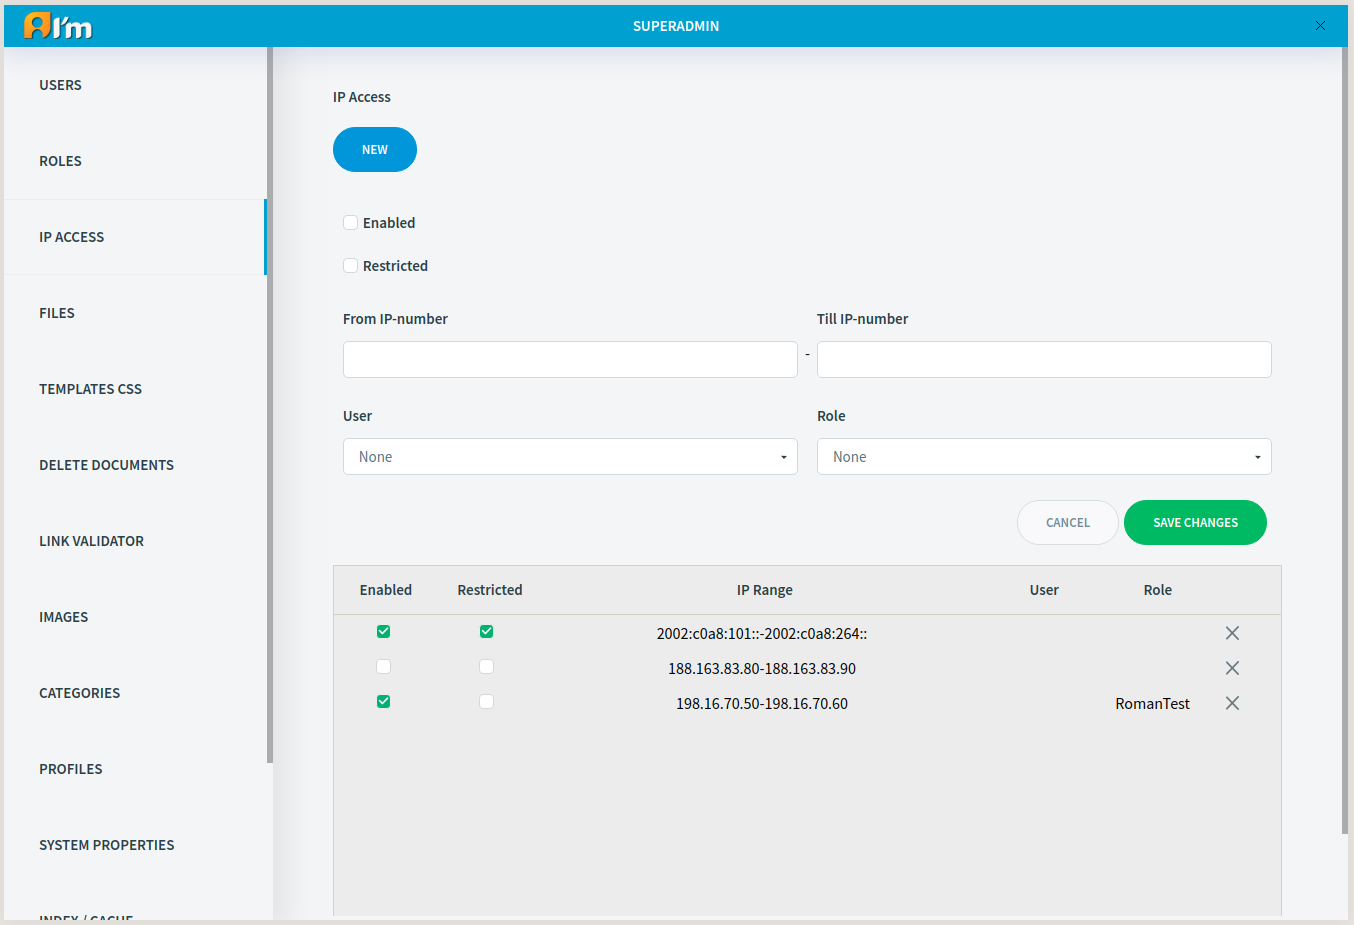 I'm
SUPERADMIN
USERS
ROLES
IP ACCESS
FILES
TEMPLATES CSS
DELETE DOCUMENTS
LINK VALIDATOR
IMAGES
CATEGORIES
PROFILES
SYSTEM PROPERTIES
INDEX / CACHE
IP Access
NEW
Enabled
Restricted
From IP-number
Till IP-number
-
User
Role
None
None
CANCEL
SAVE CHANGES
Enabled Restricted IP Range User Role
2002:c0a8:101::-2002:c0a8:264::
188.163.83.80-188.163.83.90
198.16.70.50-198.16.70.60 RomanTest